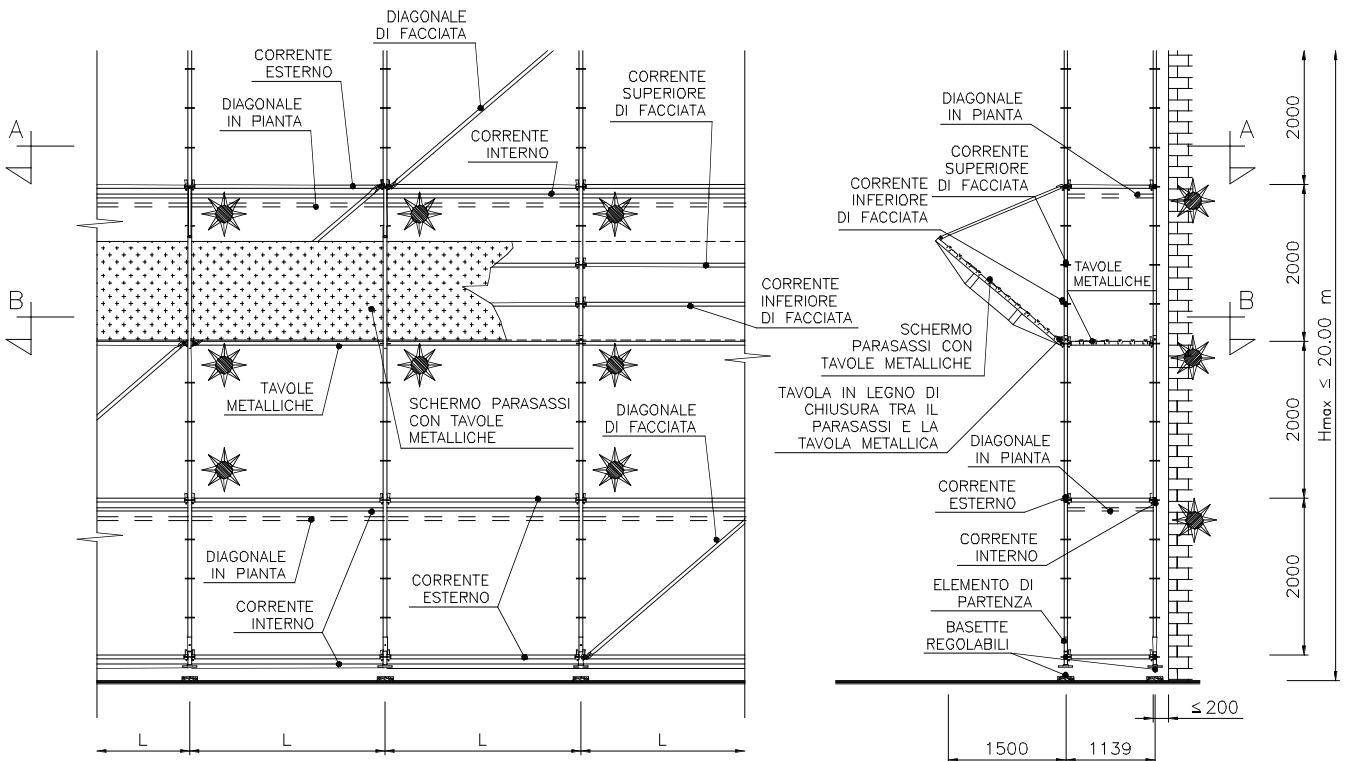 DIAGONALE
DI FACCIATA
CORRENTE
ESTERNO
DIAGONALE
IN PIANTA
CORRENTE
INTERNO
CORRENTE
SUPERIORE
DI FACCIATA
A
B
CORRENTE
INFERIORE
DI FACCIATA
TAVOLE
METALLICHE
SCHERMO PARASASSI
CON TAVOLE
METALLICHE
DIAGONALE
DI FACCIATA
DIAGONALE
IN PIANTA
CORRENTE
INTERNO
CORRENTE
ESTERNO
L
L
L
L
DIAGONALE
IN PIANTA
CORRENTE
SUPERIORE
DI FACCIATA
CORRENTE
INFERIORE
DI FACCIATA
TAVOLE
METALLICHE
SCHERMO
PARASASSI CON
TAVOLE METALLICHE
TAVOLA IN LEGNO DI
CHIUSURA TRA IL
PARASASSI E LA
TAVOLA METALLICA
DIAGONALE
IN PIANTA
CORRENTE
ESTERNO
CORRENTE
INTERNO
ELEMENTO DI
PARTENZA
BASETTE
REGOLABILI
A
B
2000
2000
2000
2000
Hmax ≤ 20.00 m
≤200
1500
1139